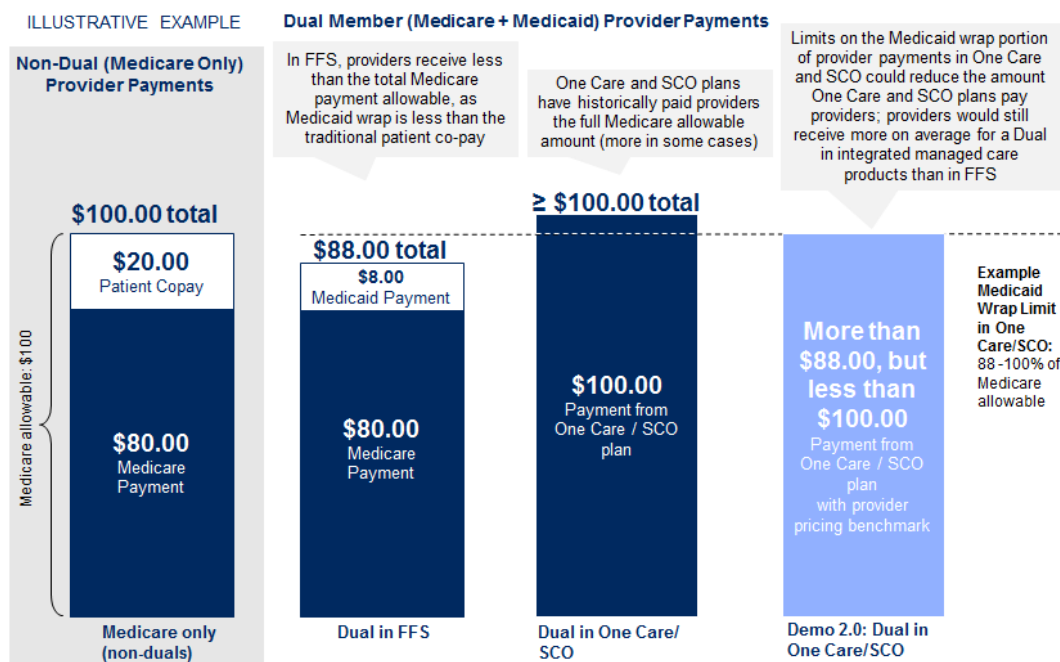 ILLUSTRATIVE EXAMPLE
Dual Member (Medicare + Medicaid) Provider Payments
Non-Dual (Medicare Only)
Provider Payments
In FFS, providers receive less
than the total Medicare
payment allowable, as
Medicaid wrap is less than the
traditional patient co-pay
One Care and SCO plans
have historically paid providers
the full Medicare allowable
amount (more in some cases)
Limits on the Medicaid wrap portion
of provider payments in One Care
and SCO could reduce the amount
One Care and SCO plans pay
providers; providers would still
receive more on average for a Dual
in integrated managed care
products than in FFS
$100.00 total
$20.00
Patient Copay
$80.00
Medicare
Payment
Medicare allowable: $100
Medicare only
(non-duals)
$88.00 total
$8.00
Medicaid Payment
$80.00
Medicare
Payment
Dual in FFS
≥ $100.00 total
$100.00
Payment from
One Care / SCO
plan
Dual in One Care/
SCO
More than
$88.00, but
less than
$100.00
Payment from
One Care / SCO
plan
with provider
pricing benchmark
Demo 2.0: Dual in
One Care/SCO
Example
Medicaid
Wrap Limit
in One
Care/SCO:
88-100% of
Medicare
allowable